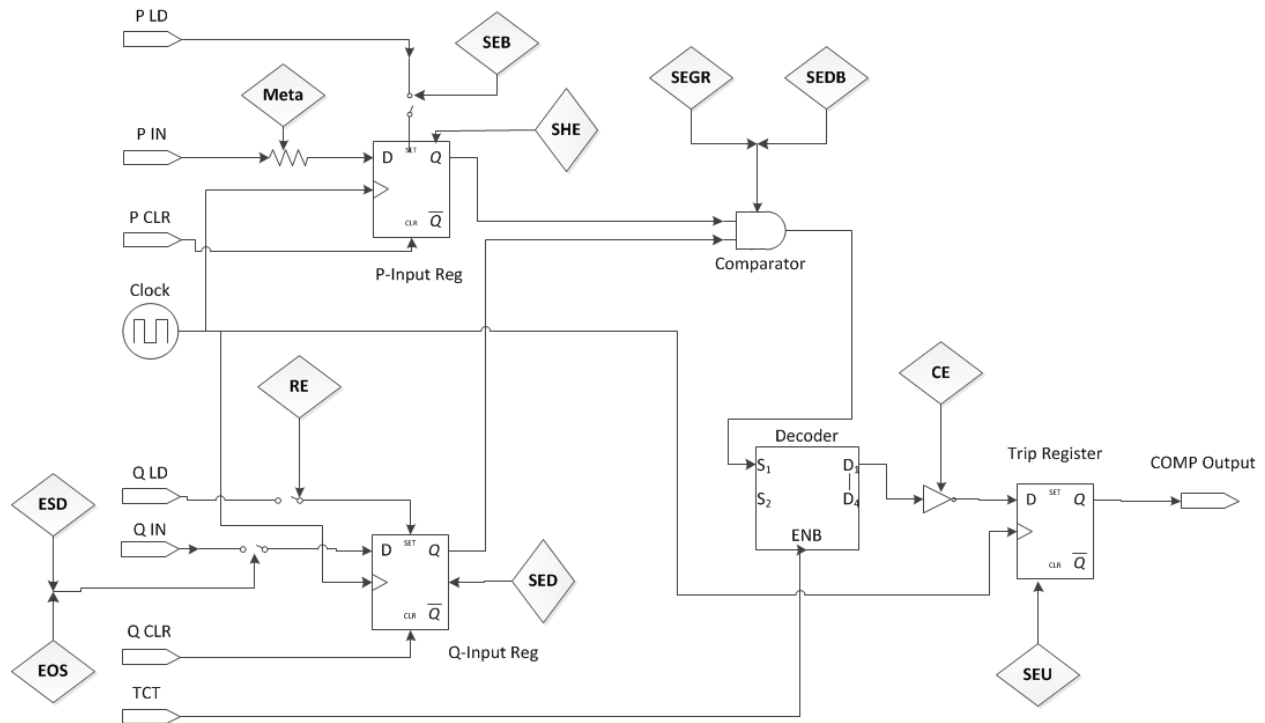 P LD
SEB
SEGR
SEDB
Meta
SHE
P IN
D
SET
Q
CLR
Q
P CLR
P-Input Reg
Comparator
Clock
RE
CE
Decoder
Trip Register
COMP Output
S1
D1
S2
D4
ENB
D
SET
Q
CLR
Q
Q LD
ESD
Q IN
D
SET
Q
CLR
Q
SED
Q CLR
Q-Input Reg
EOS
SEU
TCT